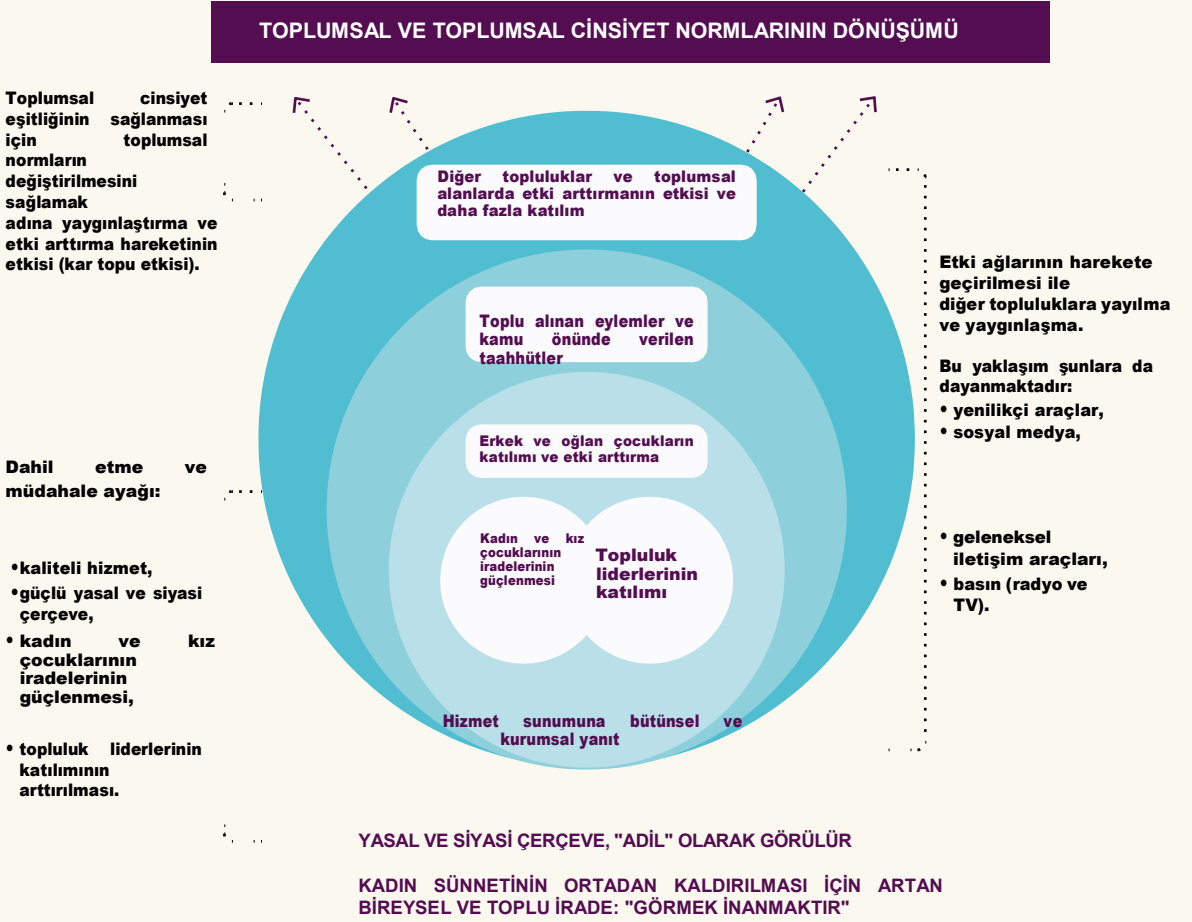 TOPLUMSAL VE TOPLUMSAL CİNSİYET NORMLARININ DÖNÜŞÜMÜ
Toplumsal cinsiyet
eşitliğinin sağlanması
için toplumsal
normların
değiştirilmesini
sağlamak
adına yaygınlaştırma ve
etki arttırma hareketinin
etkisi (kar topu etkisi).
Dahil etme ve
müdahale ayağı:
•kaliteli hizmet,
•güçlü yasal ve siyasi
çerçeve,
• kadın ve kız
çocuklarının
iradelerinin
güçlenmesi,
• topluluk liderlerinin
katılımının
arttırılması.
Diğer topluluklar ve toplumsal
alanlarda etki arttırmanın etkisi ve
daha fazla katılım
Toplu alınan eylemler ve
kamu önünde verilen
taahhütler
Erkek ve oğlan çocukların
katılımı ve etki arttırma
Kadın ve kız
çocuklarının
iradelerinin
güçlenmesi
Topluluk
liderlerinin
katılımı
Hizmet sunumuna bütünsel ve
kurumsal yanıt
Etki ağlarının harekete
geçirilmesi ile
diğer topluluklara yayılma
ve yaygınlaşma.
Bu yaklaşım şunlara da
dayanmaktadır:
• yenilikçi araçlar,
• sosyal medya,
• geleneksel
iletişim araçları,
• basın (radyo ve
TV).
YASAL VE SİYASİ ÇERÇEVE, "ADİL" OLARAK GÖRÜLÜR
KADIN SÜNNETİNİN ORTADAN KALDIRILMASI İÇİN ARTAN
BİREYSEL VE TOPLU İRADE: "GÖRMEK İNANMAKTIR"